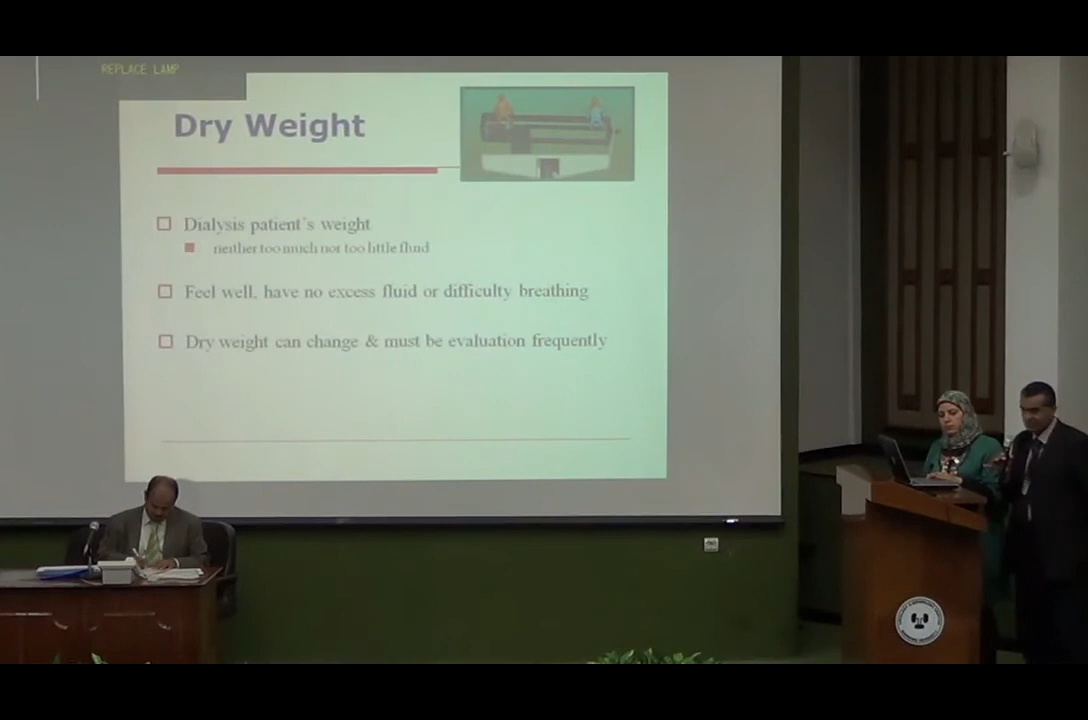 REPLACE LAMP
Dry Weight
Dialysis patient's weight
neither too much not too little fluid
Feel well, have no excess fluid or difficulty breathing
Dry weight can change & must be evaluation frequently